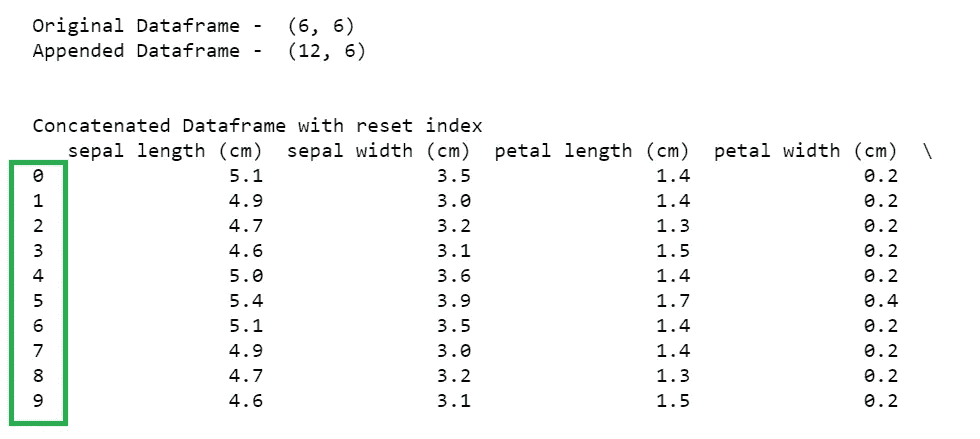 Original Dataframe -  (6, 6)
Appended Dataframe -  (12, 6)
Concatenated Dataframe with reset index
   sepal length (cm)  sepal width (cm)  petal length (cm)  petal width (cm)  \
0                5.1               3.5                1.4               0.2
1                4.9               3.0                1.4               0.2
2                4.7               3.2                1.3               0.2
3                4.6               3.1                1.5               0.2
4                5.0               3.6                1.4               0.2
5                5.4               3.9                1.7               0.4
6                5.1               3.5                1.4               0.2
7                4.9               3.0                1.4               0.2
8                4.7               3.2                1.3               0.2
9                4.6               3.1                1.5               0.2